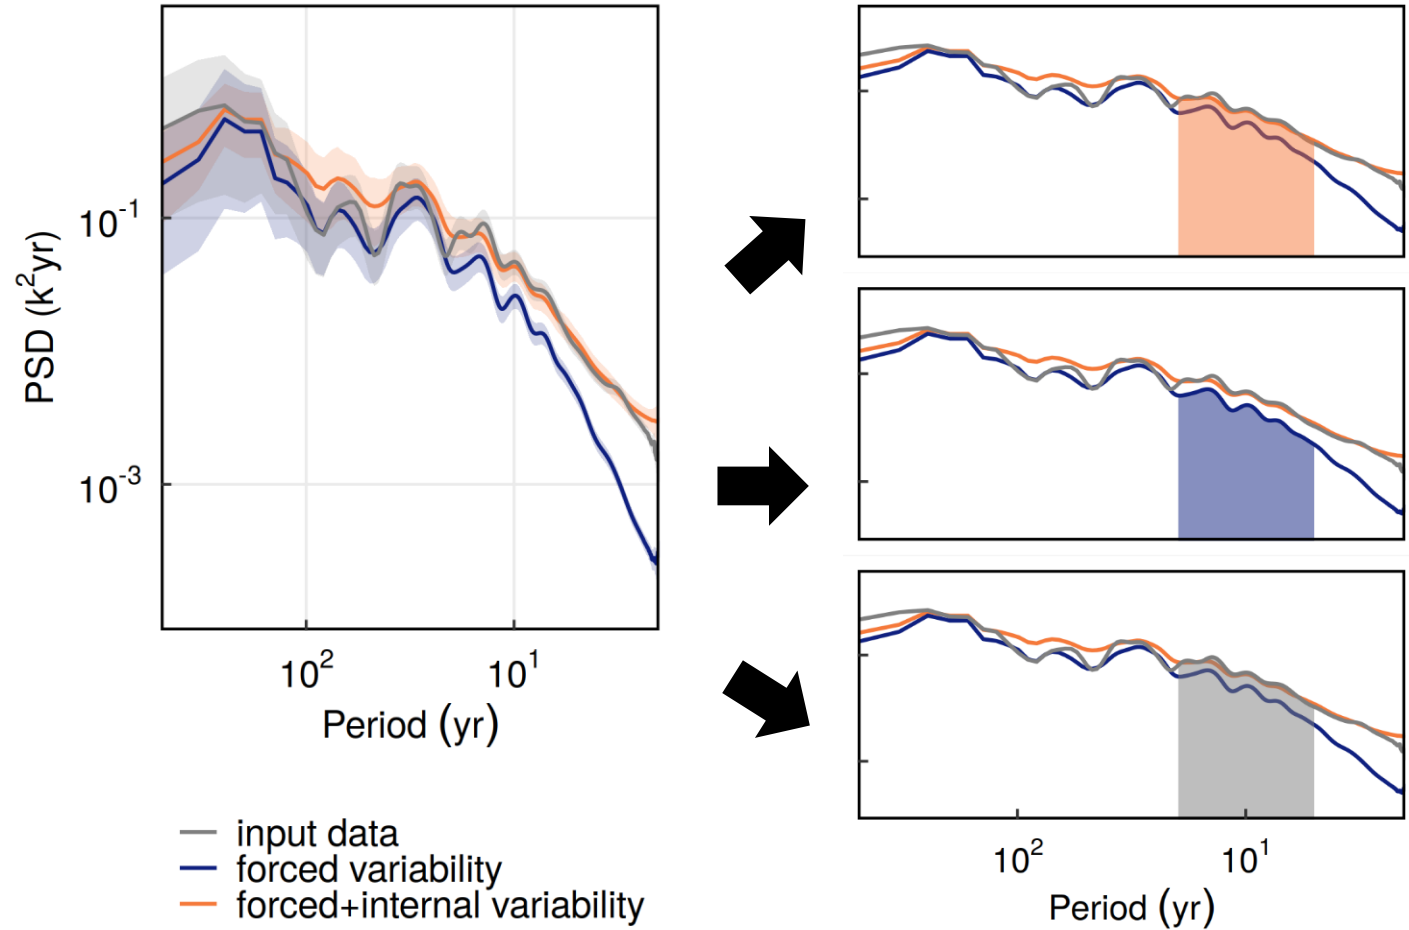 PSD (k²yr)
10⁻¹
10⁻³
10² 10¹
Period (yr)
input data
forced variability
forced+internal variability
10² 10¹
Period (yr)